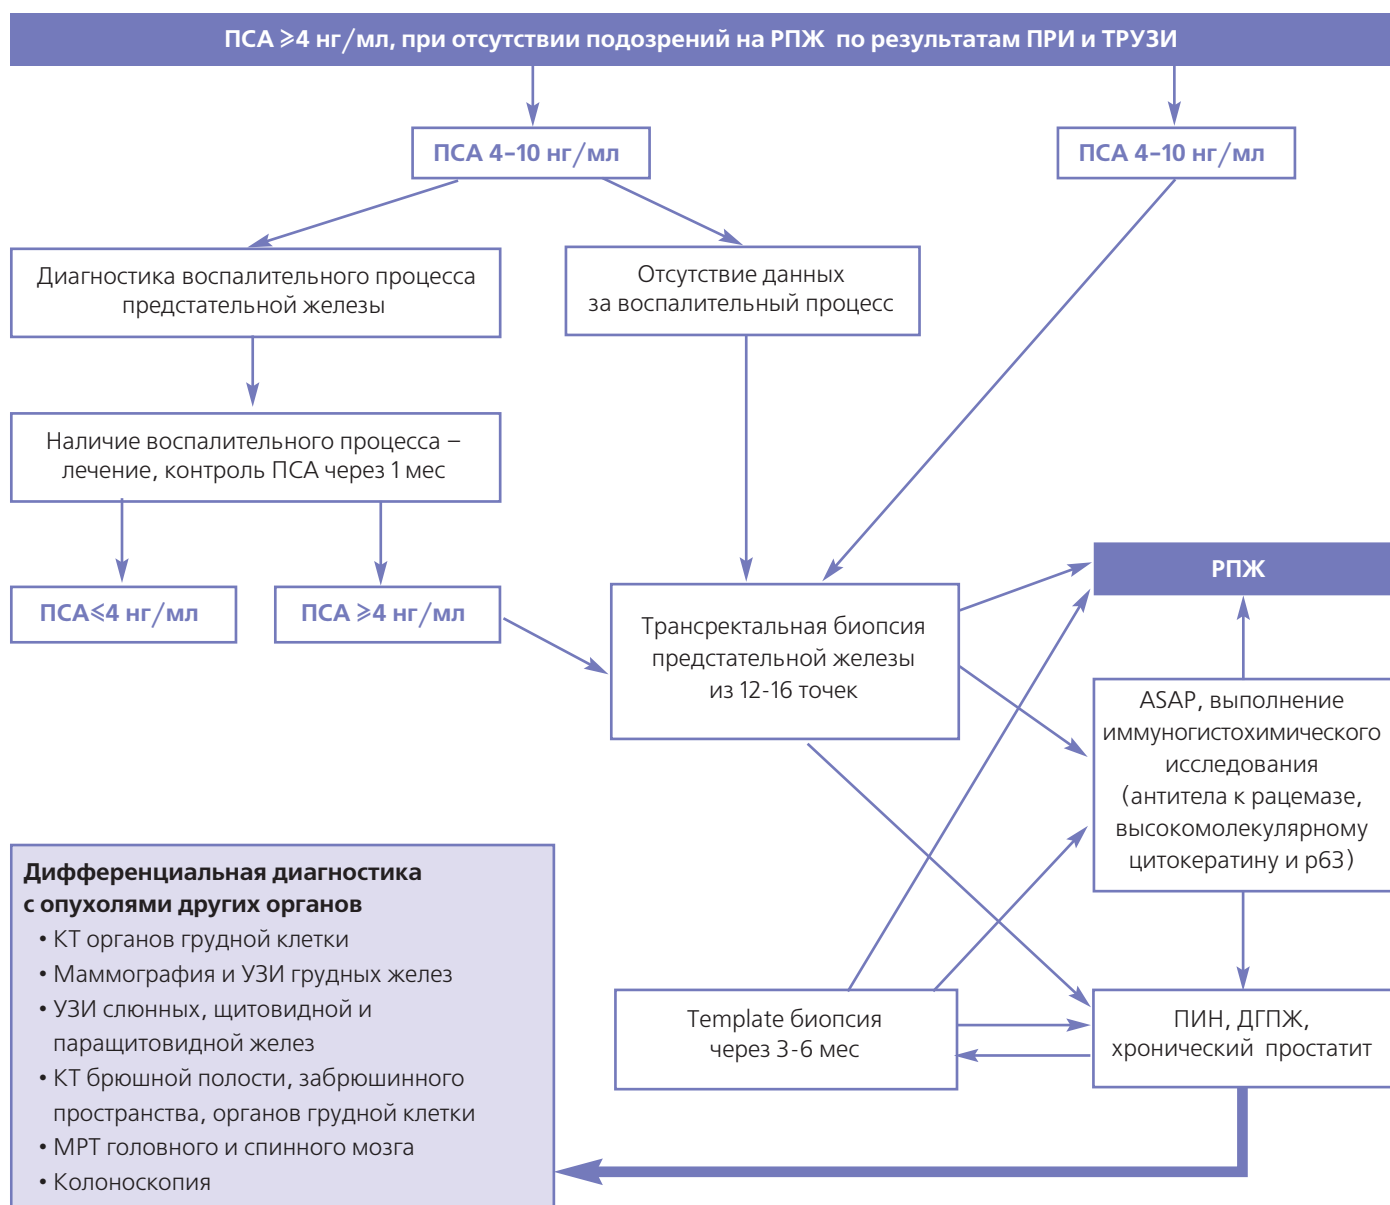 ПСА ≥4 нг/мл, при отсутствии подозрений на РПЖ по результатам ПРИ и ТРУЗИ
ПСА 4–10 нг/мл
ПСА 4–10 нг/мл
Диагностика воспалительного процесса
предстательной железы
Отсутствие данных
за воспалительный процесс
Наличие воспалительного процесса –
лечение, контроль ПСА через 1 мес
ПСА≤4 нг/мл
ПСА ≥4 нг/мл
Трансректальная биопсия
предстательной железы
из 12-16 точек
РПЖ
ASAP, выполнение
иммуногистохимического
исследования
(антитела к рацемазе,
высокомолекулярному
цитокератину и р63)
Template биопсия
через 3-6 мес
ПИН, ДГПЖ,
хронический простатит
Дифференциальная диагностика
с опухолями других органов
• КТ органов грудной клетки
• Маммография и УЗИ грудных желез
• УЗИ слюнных, щитовидной и
паращитовидной желез
• КТ брюшной полости, забрюшинного
пространства, органов грудной клетки
• МРТ головного и спинного мозга
• Колоноскопия